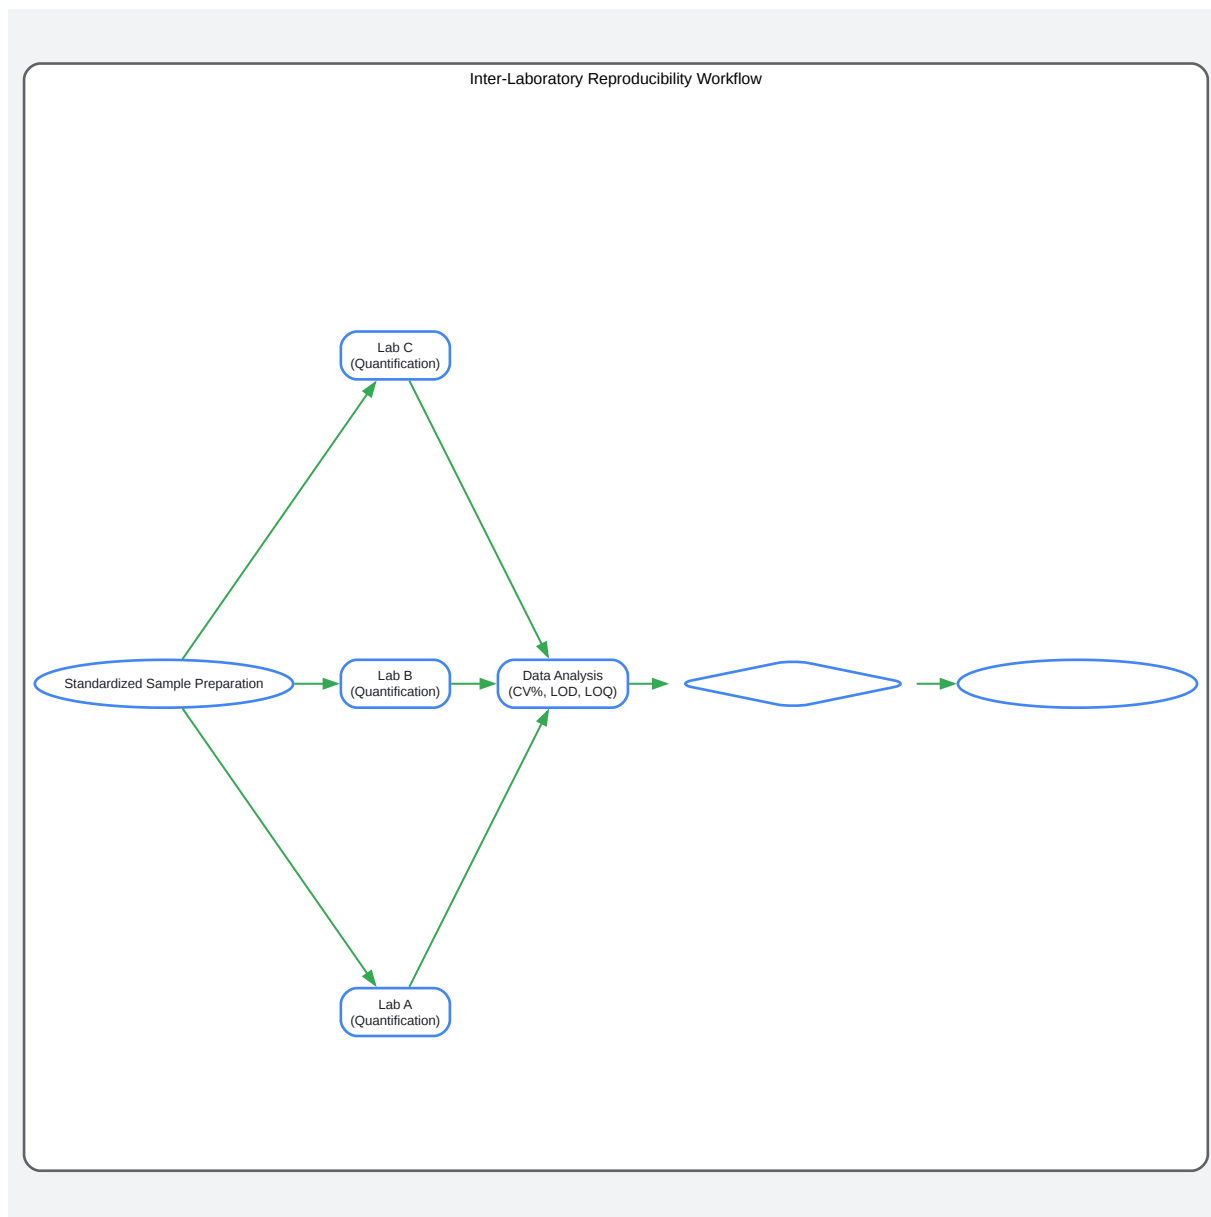 Inter-Laboratory Reproducibility Workflow
Lab C
(Quantification)
Standardized Sample Preparation
Lab B
(Quantification)
Data Analysis
(CV%, LOD, LOQ)
Lab A
(Quantification)